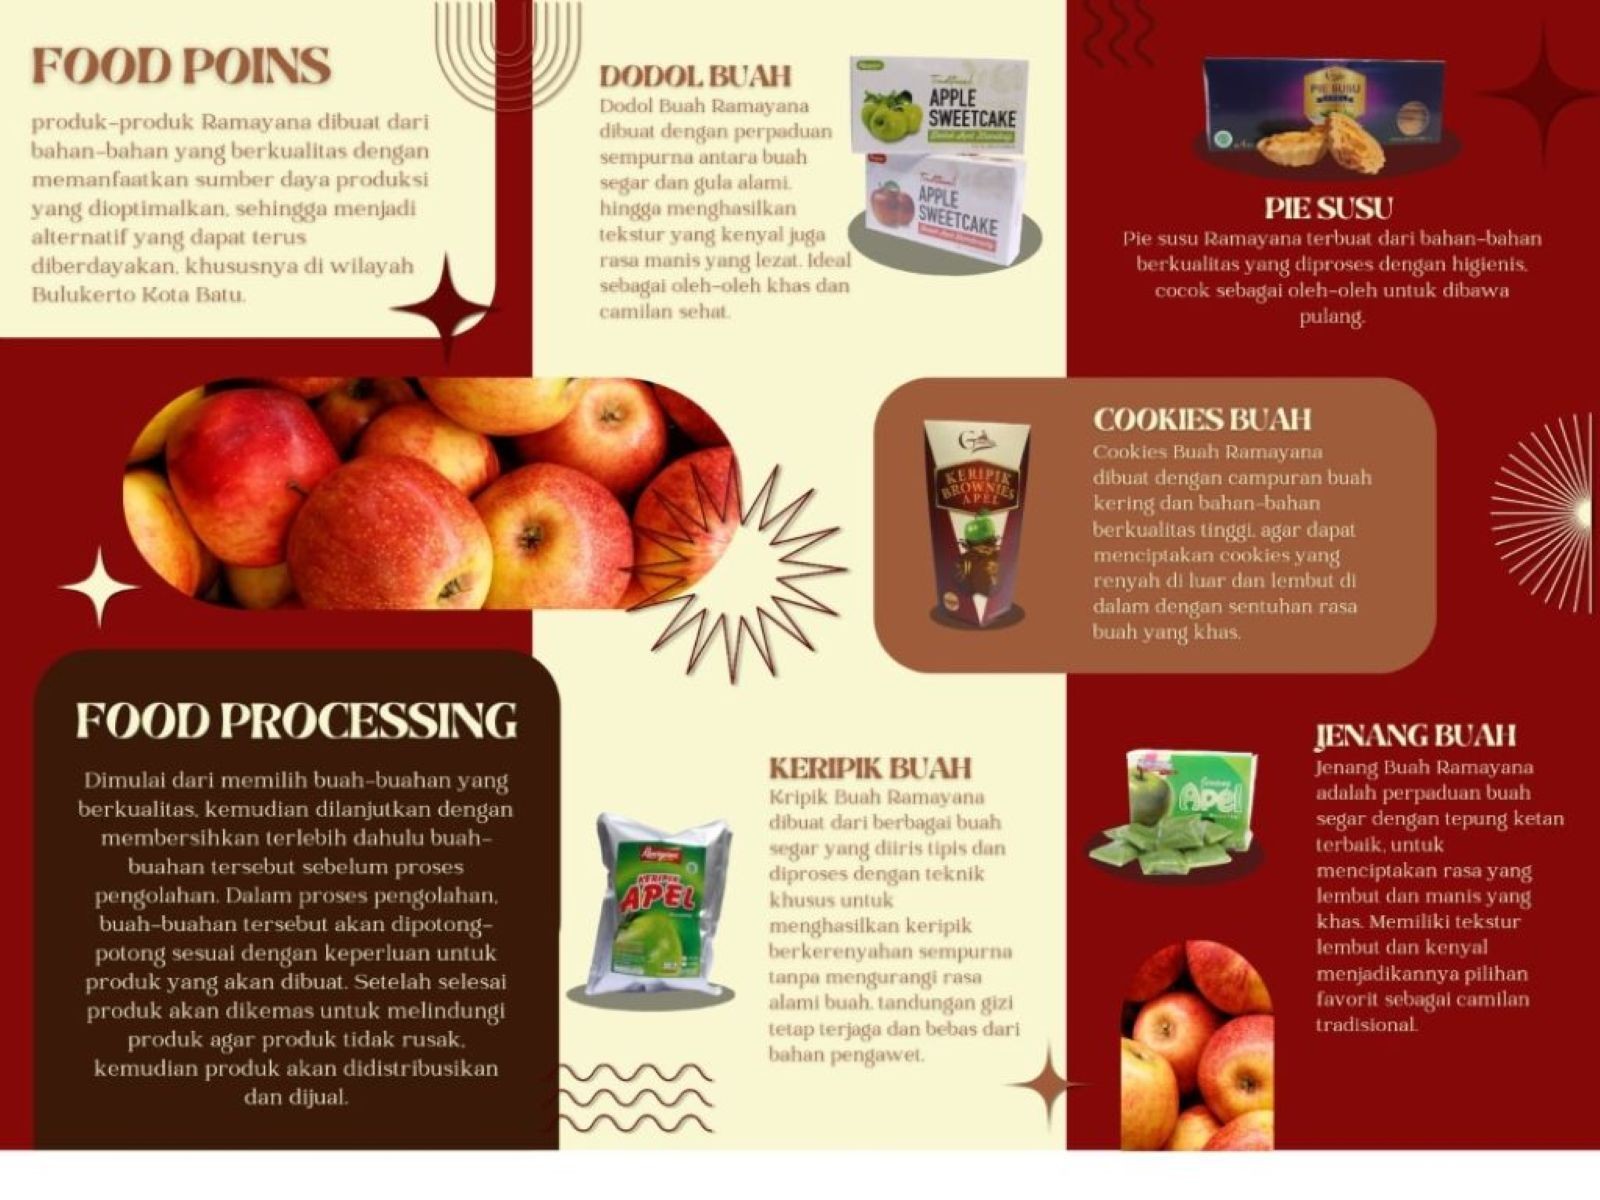 FOOD POINS
produk-produk Ramayana dibuat dari
bahan-bahan yang berkualitas dengan
memanfaatkan sumber daya produksi
yang dioptimalkan, sehingga menjadi
alternatif yang dapat terus
diberdayakan, khususnya di wilayah
Bulukerto Kota Batu.
FOOD PROCESSING
Dimulai dari memilih buah-buahan yang
berkualitas, kemudian dilanjutkan dengan
membersihkan terlebih dahulu buah-
buahan tersebut sebelum proses
pengolahan. Dalam proses pengolahan,
buah-buahan tersebut akan dipotong-
potong sesuai dengan keperluan untuk
produk yang akan dibuat. Setelah selesai
produk akan dikemas untuk melindungi
produk agar produk tidak rusak,
kemudian produk akan didistribusikan
dan dijual.
DODOL BUAH
Dodol Buah Ramayana
dibuat dengan perpaduan
sempurna antara buah
segar dan gula alami,
hingga menghasilkan
tekstur yang kenyal juga
rasa manis yang lezat. Ideal
sebagai oleh-oleh khas dan
camilan sehat.
Traditional
APPLE
SWEETCAKE
Traditional
APPLE
SWEETCAKE
KERIPIK BUAH
Kripik Buah Ramayana
dibuat dari berbagai buah
segar yang diiris tipis dan
diproses dengan teknik
khusus untuk
menghasilkan keripik
berkerenyahan sempurna
tanpa mengurangi rasa
alami buah, tandungan gizi
tetap terjaga dan bebas dari
bahan pengawet.
Ramayana
KERIPIK
APEL
PIE SUSU
PIE SUSU
Pie susu Ramayana terbuat dari bahan-bahan
berkualitas yang diproses dengan higienis,
cocok sebagai oleh-oleh untuk dibawa
pulang.
COOKIES BUAH
Cookies Buah Ramayana
dibuat dengan campuran buah
kering dan bahan-bahan
berkualitas tinggi, agar dapat
menciptakan cookies yang
renyah di luar dan lembut di
dalam dengan sentuhan rasa
buah yang khas.
KERIPIK
BROWNIES
APEL
JENANG BUAH
Jenang Buah Ramayana
adalah perpaduan buah
segar dengan tepung ketan
terbaik, untuk
menciptakan rasa yang
lembut dan manis yang
khas. Memiliki tekstur
lembut dan kenyal
menjadikannya pilihan
favorit sebagai camilan
tradisional.
Jenang
Apel